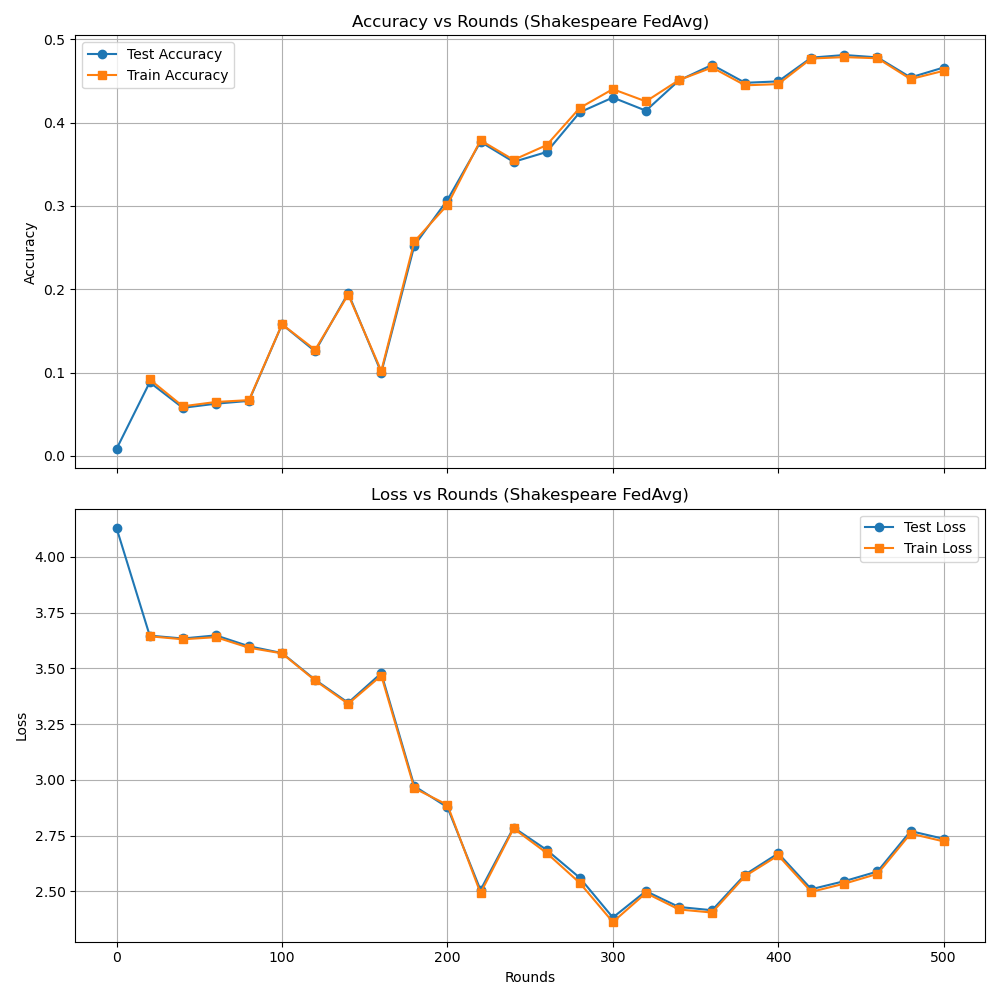 Accuracy vs Rounds (Shakespeare FedAvg)
Test Accuracy
Train Accuracy
0.5
0.4
0.3
0.2
0.1
0.0
Accuracy
Loss vs Rounds (Shakespeare FedAvg)
Test Loss
Train Loss
4.00
3.75
3.50
3.25
3.00
2.75
2.50
Loss
0 100 200 300 400 500
Rounds